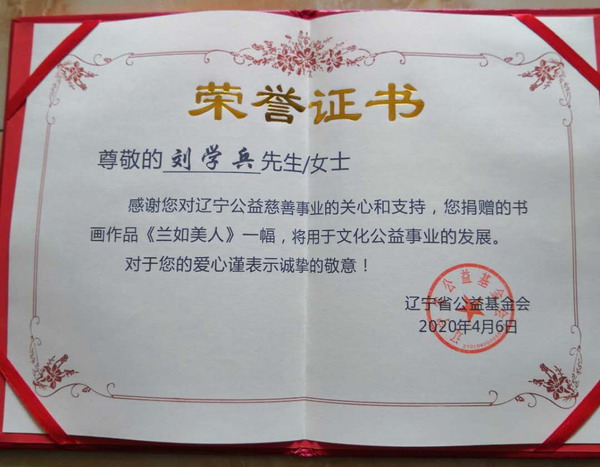 荣誉证书
尊敬的 刘学兵 先生/女士
感谢您对辽宁公益慈善事业的关心和支持，您捐赠的书
画作品《兰如美人》一幅，将用于文化公益事业的发展。
对于您的爱心谨表示诚挚的敬意！
辽宁省公益基金会
2020年4月6日